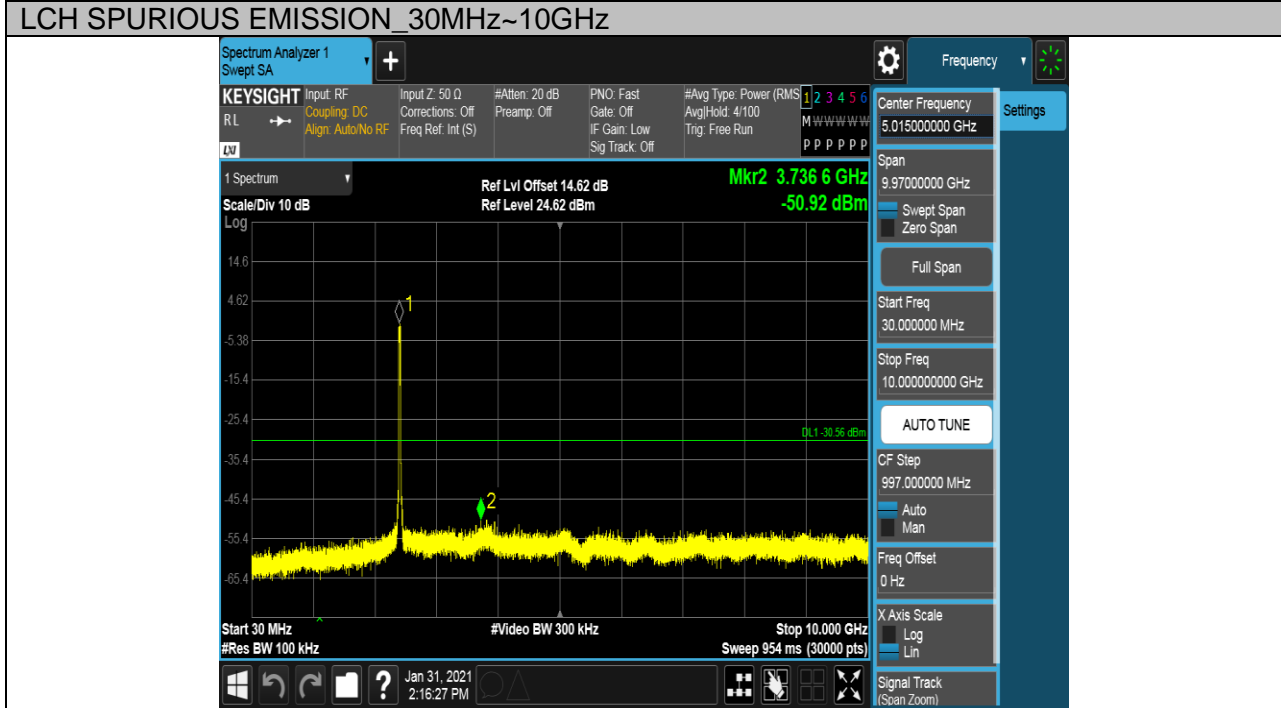 LCH SPURIOUS EMISSION_30MHz~10GHz
Spectrum Analyzer 1
Swept SA
+
Frequency
KEYSIGHT
RL
LXI
Input: RF
Coupling: DC
Align: Auto/No RF
Input Z: 50 Ω
Corrections: Off
Freq Ref: Int (S)
#Atten: 20 dB
Preamp: Off
PNO: Fast
Gate: Off
IF Gain: Low
Sig Track: Off
#Avg Type: Power (RMS
Avg|Hold: 4/100
Trig: Free Run
1 2 3 4 5 6
M W W W W W
P P P P P P
1 Spectrum
Scale/Div 10 dB
Ref Lvl Offset 14.62 dB
Ref Level 24.62 dBm
Mkr2 3.736 6 GHz
-50.92 dBm
Log
14.6
4.62
-5.38
-15.4
-25.4
-35.4
-45.4
-55.4
-65.4
1
2
DL1 -30.56 dBm
Start 30 MHz
#Res BW 100 kHz
#Video BW 300 kHz
Stop 10.000 GHz
Sweep 954 ms (30000 pts)
Center Frequency
5.015000000 GHz
Settings
Span
9.97000000 GHz
Swept Span
Zero Span
Full Span
Start Freq
30.000000 MHz
Stop Freq
10.000000000 GHz
AUTO TUNE
CF Step
997.000000 MHz
Auto
Man
Freq Offset
0 Hz
X Axis Scale
Log
Lin
Signal Track
(Span Zoom)
?
Jan 31, 2021
2:16:27 PM